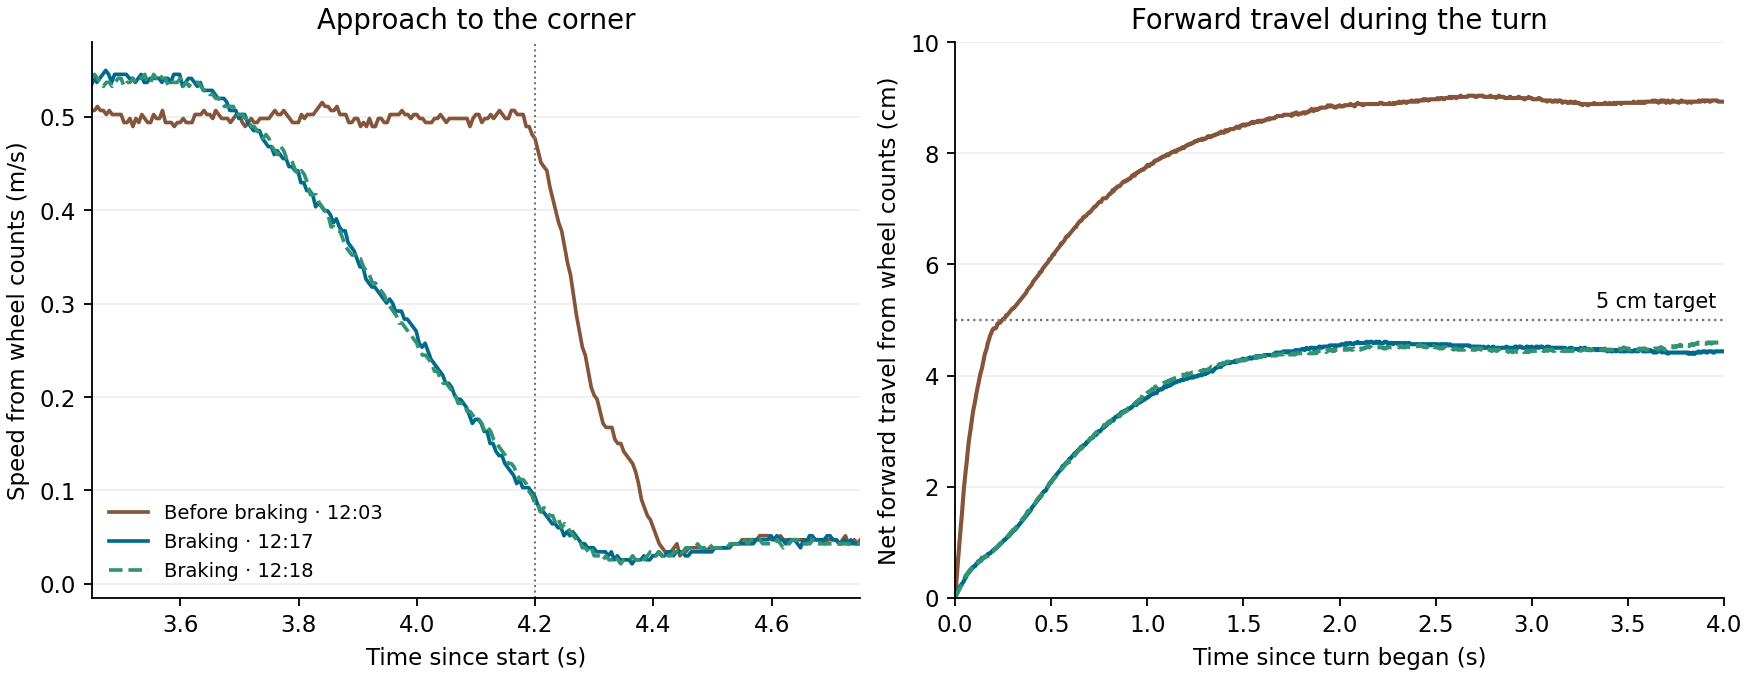 Approach to the corner
Speed from wheel counts (m/s)
0.5
0.4
0.3
0.2
0.1
0.0
Before braking · 12:03
Braking · 12:17
Braking · 12:18
3.6 3.8 4.0 4.2 4.4 4.6
Time since start (s)
Forward travel during the turn
Net forward travel from wheel counts (cm)
10
8
6
4
2
0
5 cm target
0.0 0.5 1.0 1.5 2.0 2.5 3.0 3.5 4.0
Time since turn began (s)